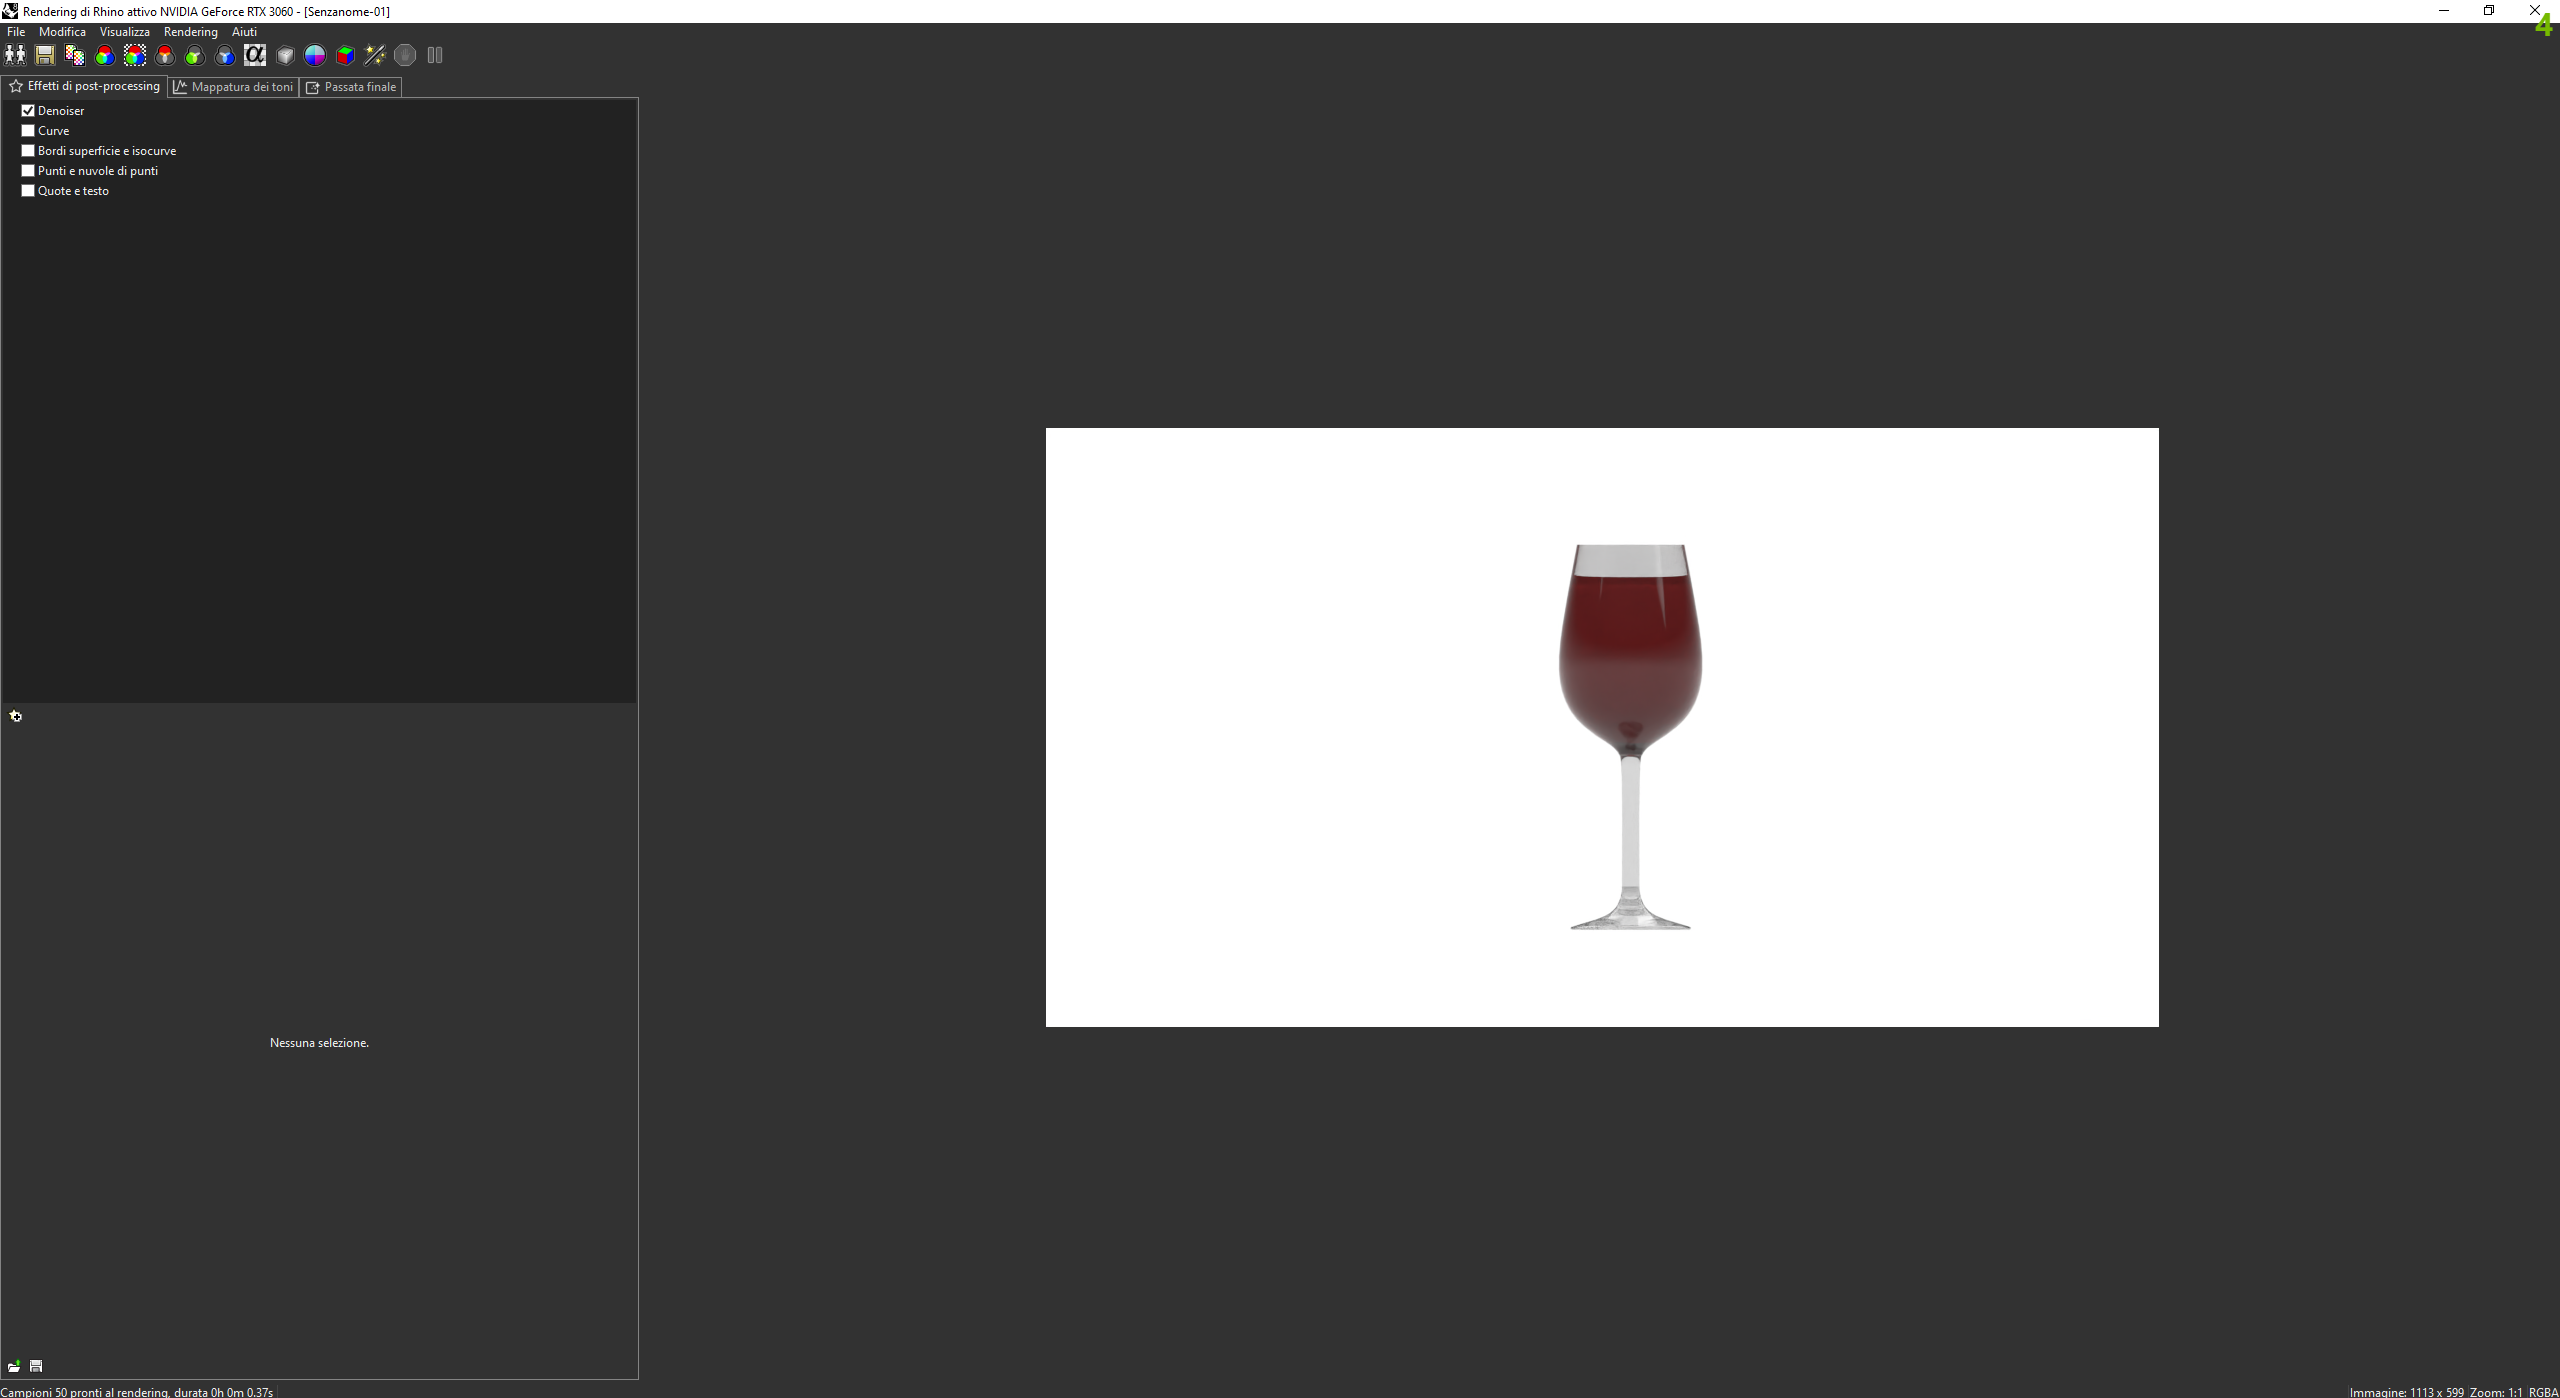 Rendering di Rhino attivo NVIDIA GeForce RTX 3060 - [Senzanome-01]
4
File Modifica Visualizza Rendering Aiuti
α
Effetti di post-processing Mappatura dei toni Passata finale
Denoiser
Curve
Bordi superficie e isocurve
Punti e nuvole di punti
Quote e testo
Nessuna selezione.
Campioni 50 pronti al rendering, durata 0h 0m 0.37s
Immagine: 1113 x 599 Zoom: 1:1 RGBA